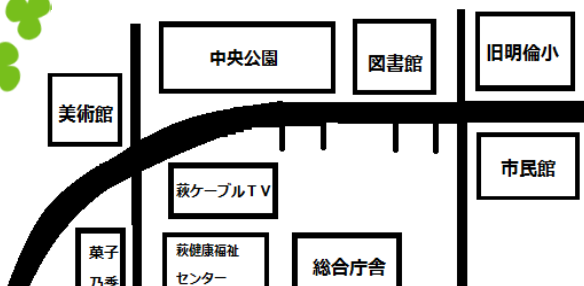 中央公園
図書館
旧明倫小
美術館
市民館
萩ケーブルＴＶ
菓子
乃季
萩健康福祉
センター
総合庁舎